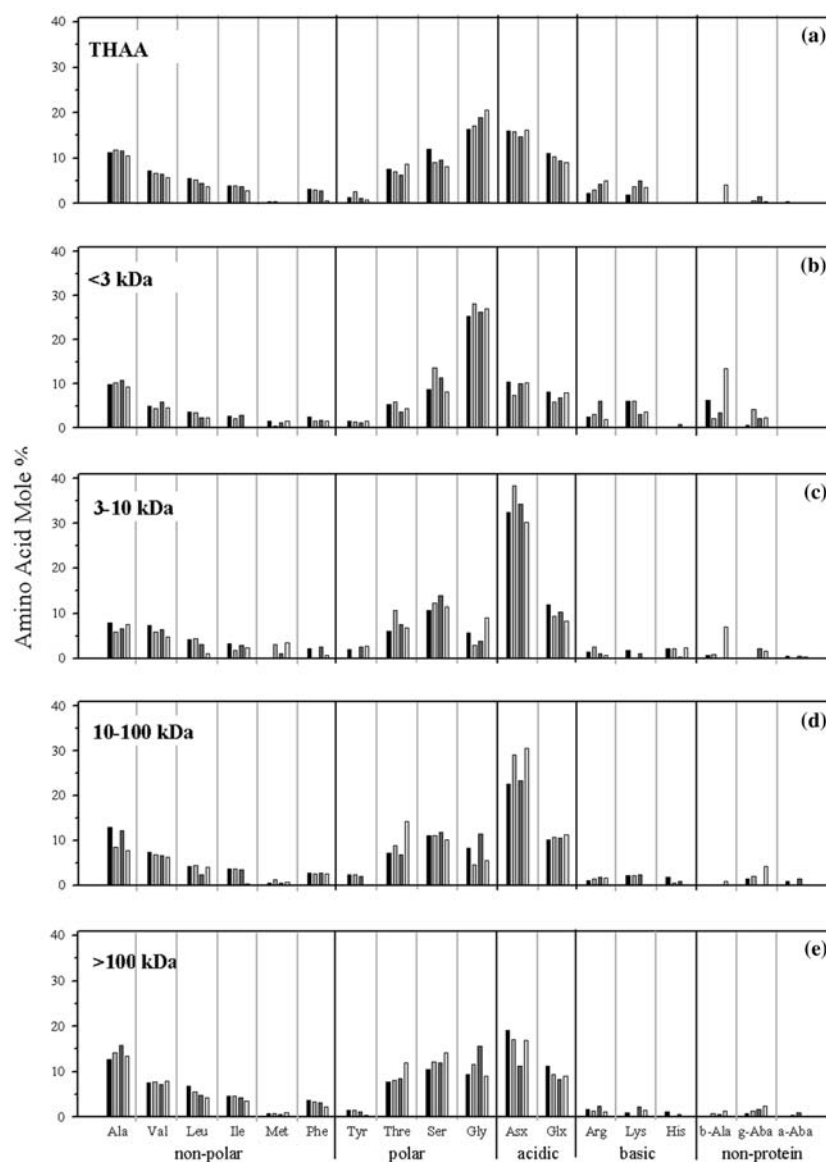 40
THAA
(a)
30
20
10
0
40
<3 kDa
(b)
30
20
10
0
40
3-10 kDa
(c)
30
20
10
0
40
10-100 kDa
(d)
30
20
10
0
40
>100 kDa
(e)
30
20
10
0
Amino Acid Mole %
Ala Val Leu Ile Met Phe Tyr Thre Ser Gly Asx Glx Arg Lys His b-Ala g-Aba a-Aba
non-polar polar acidic basic non-protein